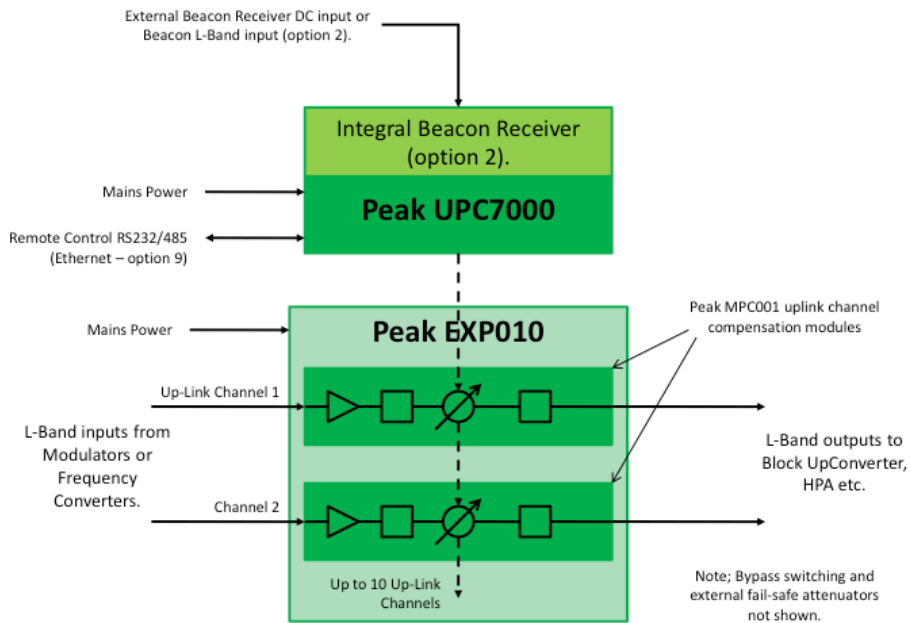 External Beacon Receiver DC input or
Beacon L-Band input (option 2).
Integral Beacon Receiver
(option 2).
Mains Power
Peak UPC7000
Remote Control RS232/485
(Ethernet – option 9)
Peak MPC001 uplink channel
compensation modules
Mains Power
Peak EXP010
Up-Link Channel 1
L-Band inputs from
Modulators or
Frequency
Converters.
L-Band outputs to
Block UpConverter,
HPA etc.
Channel 2
Up to 10 Up-Link
Channels
Note; Bypass switching and
external fail-safe attenuators
not shown.